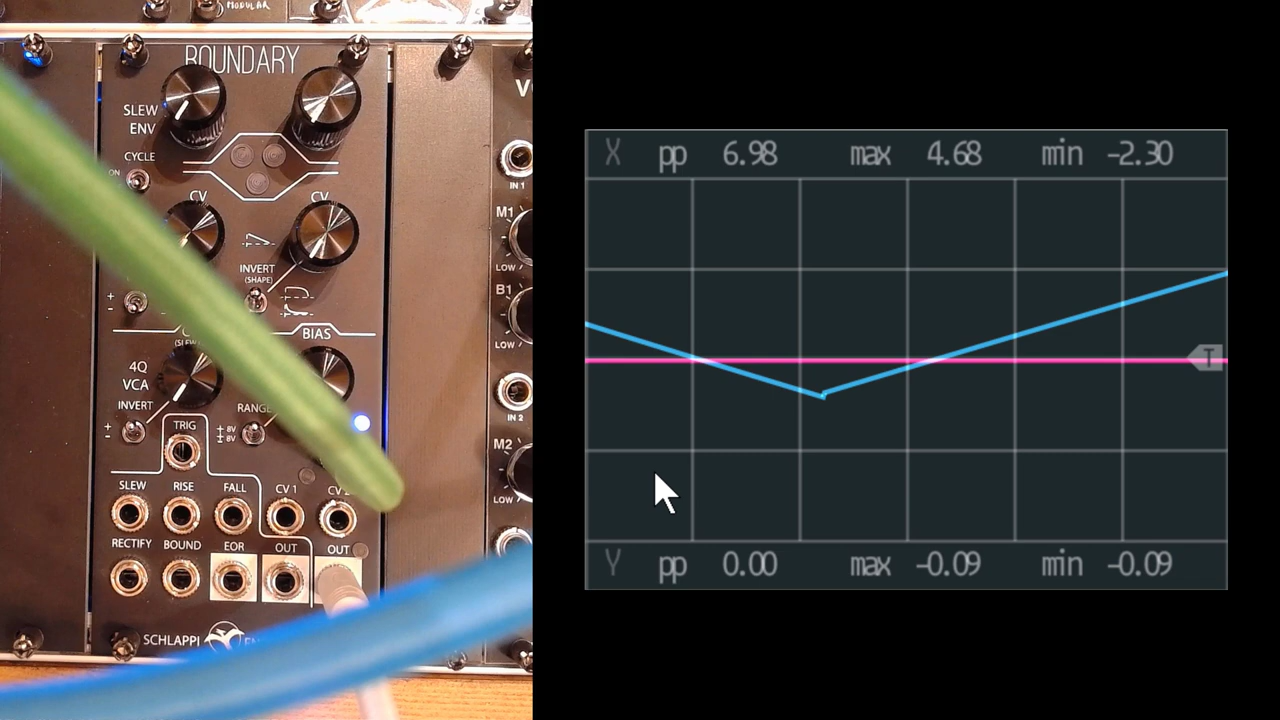 MODULAR
BOUNDARY
SLEW
ENV
CYCLE
ON
CV
CV
INVERT
(SHAPE)
+
-
BIAS
(SLEW)
4Q
VCA
INVERT
RANGE
+
-
8V
8V
TRIG
SLEW RISE FALL CV 1 CV 2
RECTIFY BOUND EOR OUT OUT
SCHLAPPI
IN 1
M1
LOW
B1
LOW
IN 2
M2
LOW
X pp 6.98 max 4.68 min -2.30
T
Y pp 0.00 max -0.09 min -0.09